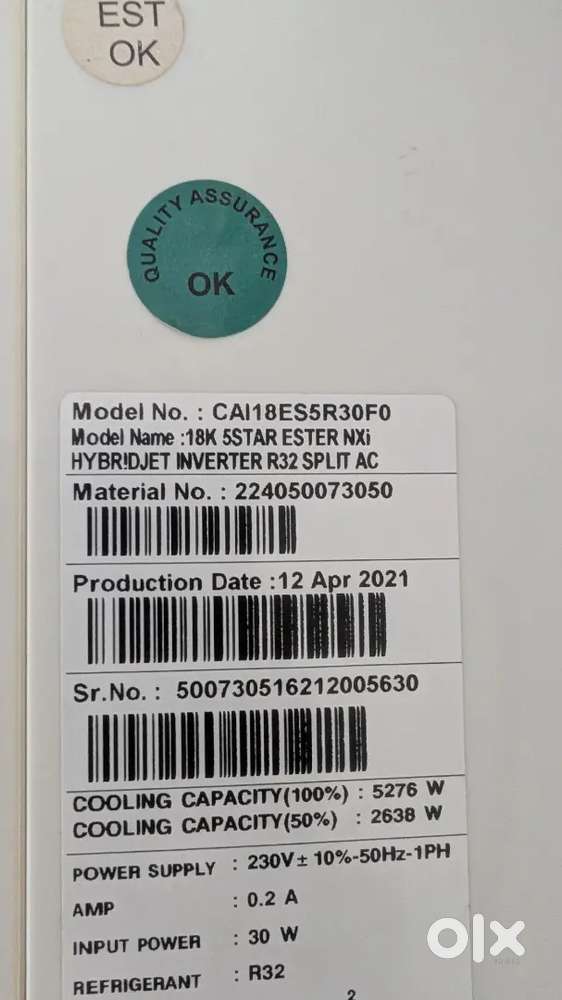 EST
OK
QUALITY ASSURANCE
OK
Model No. : CAI18ES5R30F0
Model Name :18K 5STAR ESTER NXi
HYBRIDJET INVERTER R32 SPLIT AC
Material No. : 224050073050
Production Date :12 Apr 2021
Sr.No. : 500730516212005630
COOLING CAPACITY(100%) : 5276 W
COOLING CAPACITY(50%) : 2638 W
POWER SUPPLY : 230V± 10%-50Hz-1PH
AMP : 0.2 A
INPUT POWER : 30 W
REFRIGERANT : R32
2
olx